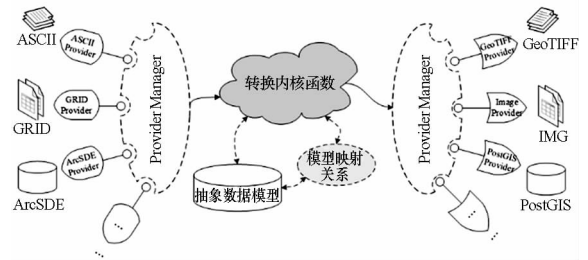 ASCII
ASCII
Provider
GRID
GRID
Provider
ArcSDE
ArcSDE
Provider
...
Provider Manager
转换内核函数
抽象数据模型
模型映射
关系
Provider Manager
GeoTIFF
Provider
GeoTIFF
Image
Provider
IMG
PostGIS
Provider
PostGIS
...